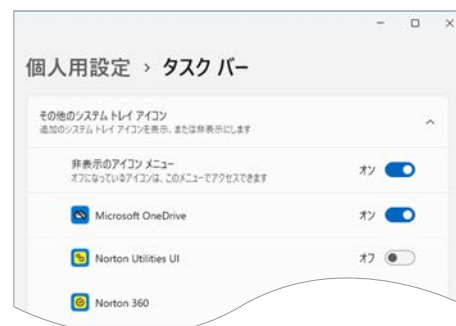 個人用設定 › タスク バー
その他のシステム トレイ アイコン
追加のシステム トレイ アイコンを表示、または非表示にします
非表示のアイコン メニュー
オフになっているアイコンは、このメニューでアクセスできます
オン
Microsoft OneDrive
オン
Norton Utilities UI
オフ
Norton 360